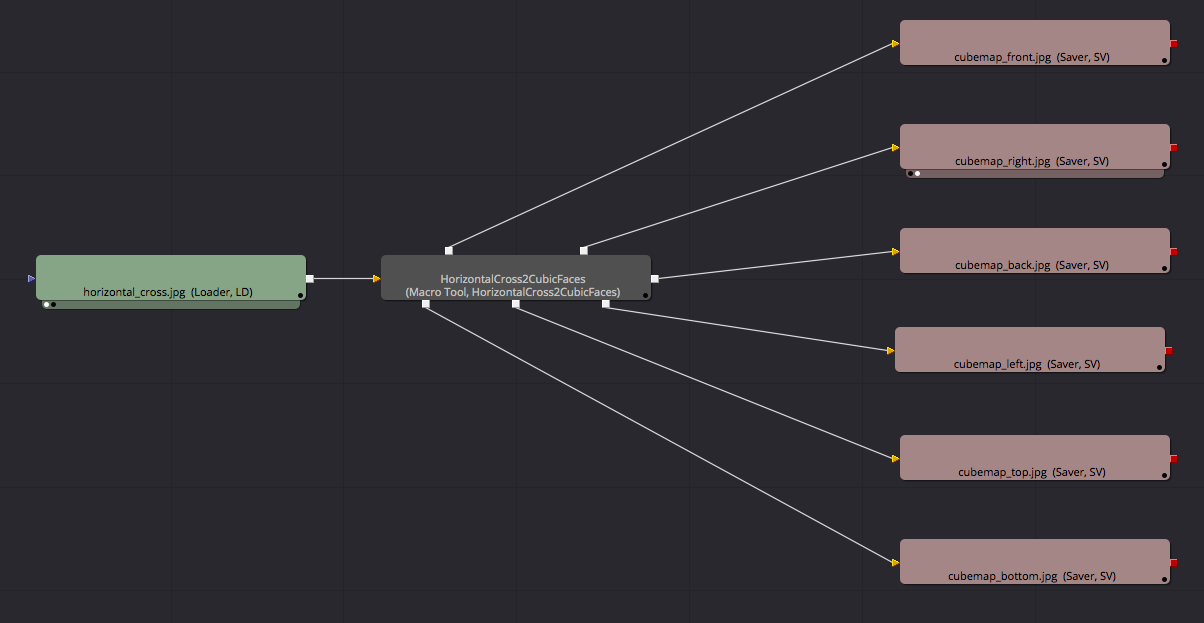 cubemap_front.jpg (Saver, SV)
cubemap_right.jpg (Saver, SV)
cubemap_back.jpg (Saver, SV)
horizontal_cross.jpg (Loader, LD)
HorizontalCross2CubicFaces
(Macro Tool, HorizontalCross2CubicFaces)
cubemap_left.jpg (Saver, SV)
cubemap_top.jpg (Saver, SV)
cubemap_bottom.jpg (Saver, SV)